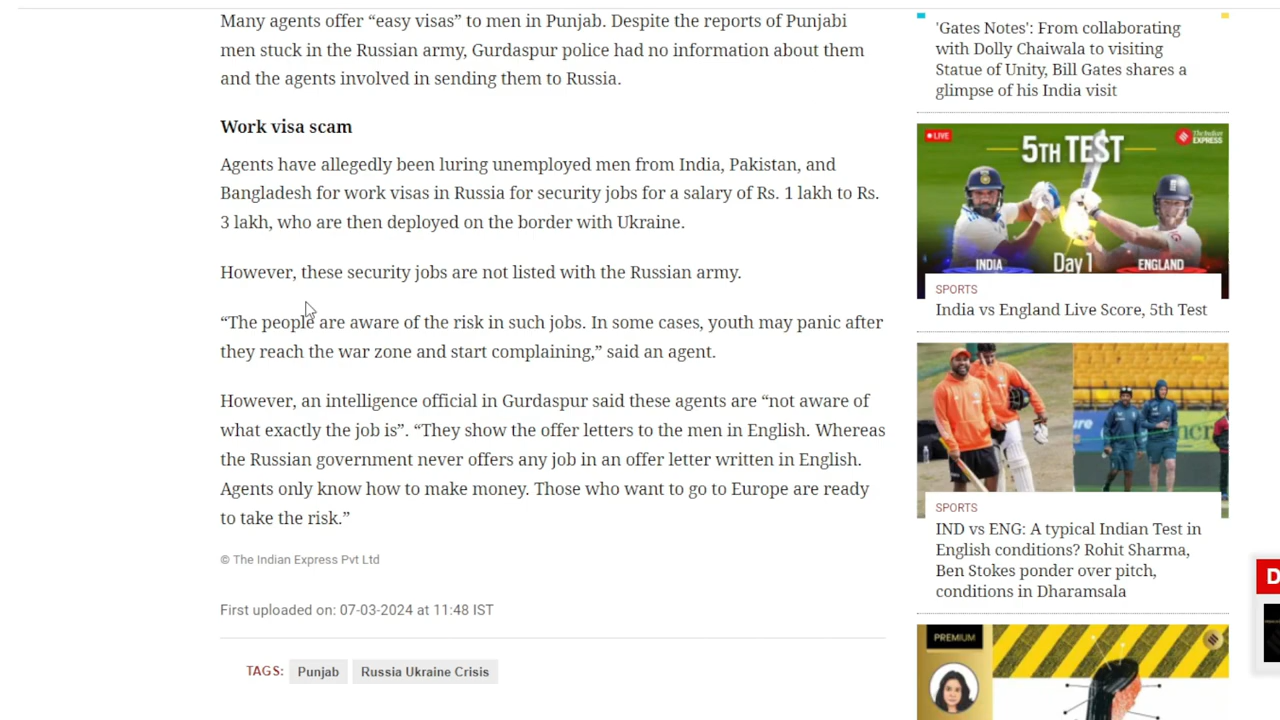 Many agents offer “easy visas” to men in Punjab. Despite the reports of Punjabi
men stuck in the Russian army, Gurdaspur police had no information about them
and the agents involved in sending them to Russia.
Work visa scam
Agents have allegedly been luring unemployed men from India, Pakistan, and
Bangladesh for work visas in Russia for security jobs for a salary of Rs. 1 lakh to Rs.
3 lakh, who are then deployed on the border with Ukraine.
However, these security jobs are not listed with the Russian army.
“The people are aware of the risk in such jobs. In some cases, youth may panic after
they reach the war zone and start complaining,” said an agent.
However, an intelligence official in Gurdaspur said these agents are “not aware of
what exactly the job is”. “They show the offer letters to the men in English. Whereas
the Russian government never offers any job in an offer letter written in English.
Agents only know how to make money. Those who want to go to Europe are ready
to take the risk.”
© The Indian Express Pvt Ltd
First uploaded on: 07-03-2024 at 11:48 IST
TAGS: Punjab Russia Ukraine Crisis
'Gates Notes': From collaborating
with Dolly Chaiwala to visiting
Statue of Unity, Bill Gates shares a
glimpse of his India visit
LIVE
The Indian
EXPRESS
5TH TEST
INDIA Day 1 ENGLAND
SPORTS
India vs England Live Score, 5th Test
SPORTS
IND vs ENG: A typical Indian Test in
English conditions? Rohit Sharma,
Ben Stokes ponder over pitch,
conditions in Dharamsala
PREMIUM
D